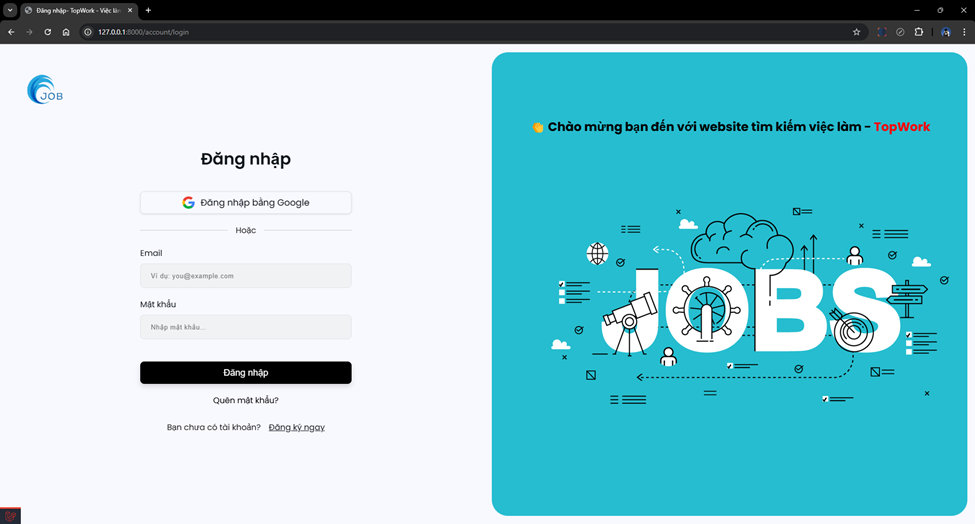 Đăng nhập- TopWork - Việc làn
127.0.0.1:8000/account/login
JOB
Đăng nhập
Đăng nhập bằng Google
Hoặc
Email
Ví dụ: you@example.com
Mật khẩu
Nhập mật khẩu...
Đăng nhập
Quên mật khẩu?
Bạn chưa có tài khoản? Đăng ký ngay
👏 Chào mừng bạn đến với website tìm kiếm việc làm - TopWork
JOBS